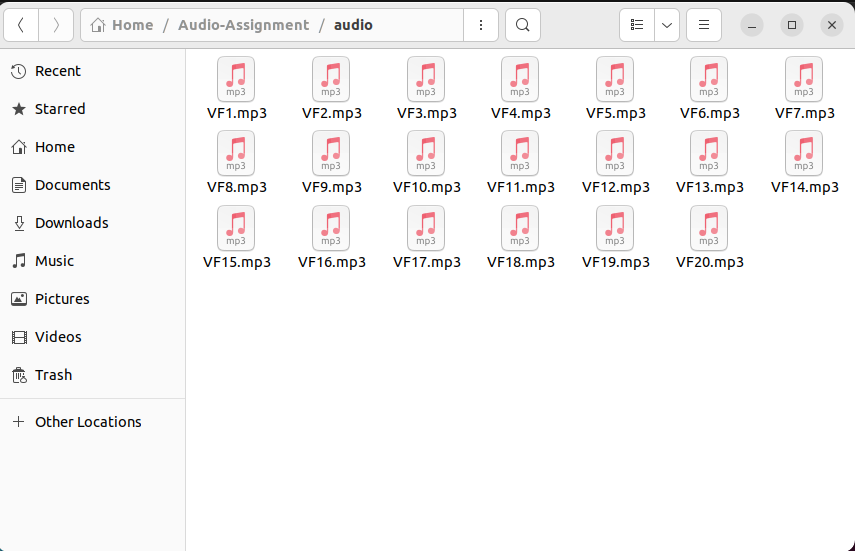 Home / Audio-Assignment / audio
Recent
Starred
Home
Documents
Downloads
Music
Pictures
Videos
Trash
Other Locations
mp3 mp3 mp3 mp3 mp3 mp3 mp3
VF1.mp3 VF2.mp3 VF3.mp3 VF4.mp3 VF5.mp3 VF6.mp3 VF7.mp3
mp3 mp3 mp3 mp3 mp3 mp3 mp3
VF8.mp3 VF9.mp3 VF10.mp3 VF11.mp3 VF12.mp3 VF13.mp3 VF14.mp3
mp3 mp3 mp3 mp3 mp3 mp3
VF15.mp3 VF16.mp3 VF17.mp3 VF18.mp3 VF19.mp3 VF20.mp3